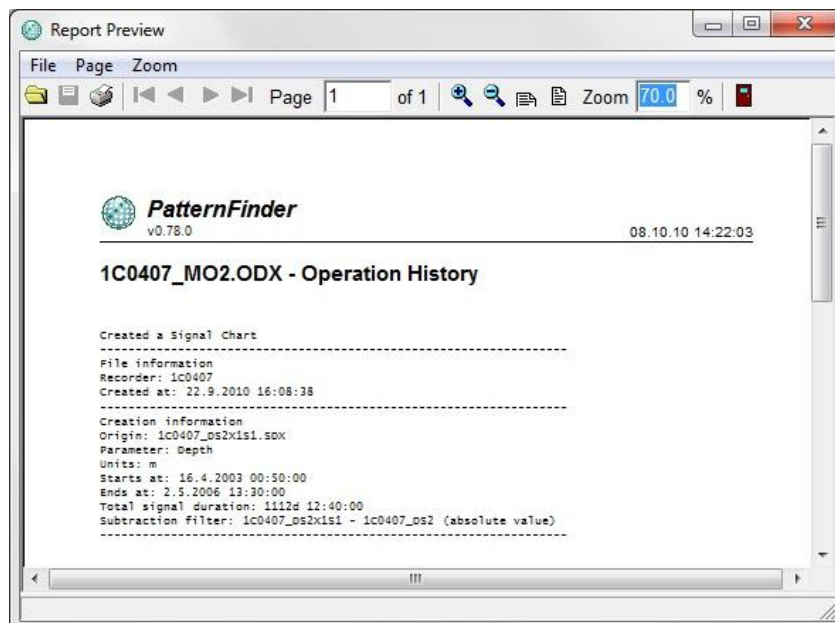 Report Preview
File Page Zoom
Page 1 of 1 Zoom 70.0 %
PatternFinder
v0.78.0 08.10.10 14:22:03
1C0407_MO2.ODX - Operation History
Created a Signal Chart
------------------------------------------------------------------------
File information
Recorder: 1C0407
Created at: 22.9.2010 16:08:38
------------------------------------------------------------------------
Creation information
Origin: 1C0407_DS2X1S1.SDX
Parameter: Depth
Units: m
Starts at: 16.4.2003 00:50:00
Ends at: 2.5.2006 13:30:00
Total signal duration: 1112d 12:40:00
Subtraction filter: 1C0407_DS2X1S1 - 1C0407_DS2 (absolute value)
------------------------------------------------------------------------